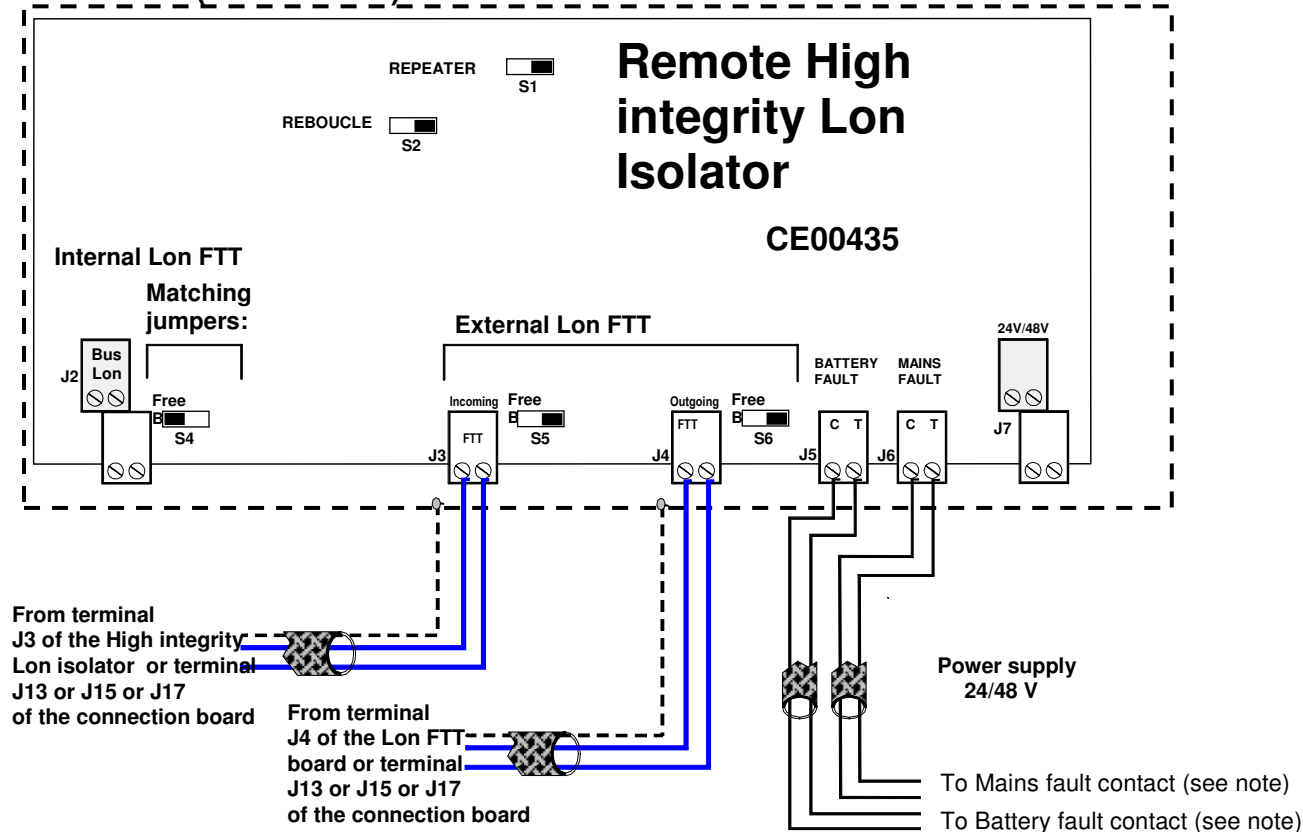 REPEATER
S1
REBOUCLE
S2
Remote High
integrity Lon
Isolator
CE00435
Internal Lon FTT
Matching
jumpers:
External Lon FTT
J2
Bus
Lon
Free
B
S4
Incoming
FTT
J3
Free
B
S5
Outgoing
FTT
J4
Free
B
S6
BATTERY
FAULT
C T
J5
MAINS
FAULT
C T
J6
24V/48V
J7
From terminal
J3 of the High integrity
Lon isolator or terminal
J13 or J15 or J17
of the connection board
From terminal
J4 of the Lon FTT
board or terminal
J13 or J15 or J17
of the connection board
Power supply
24/48 V
To Mains fault contact (see note)
To Battery fault contact (see note)